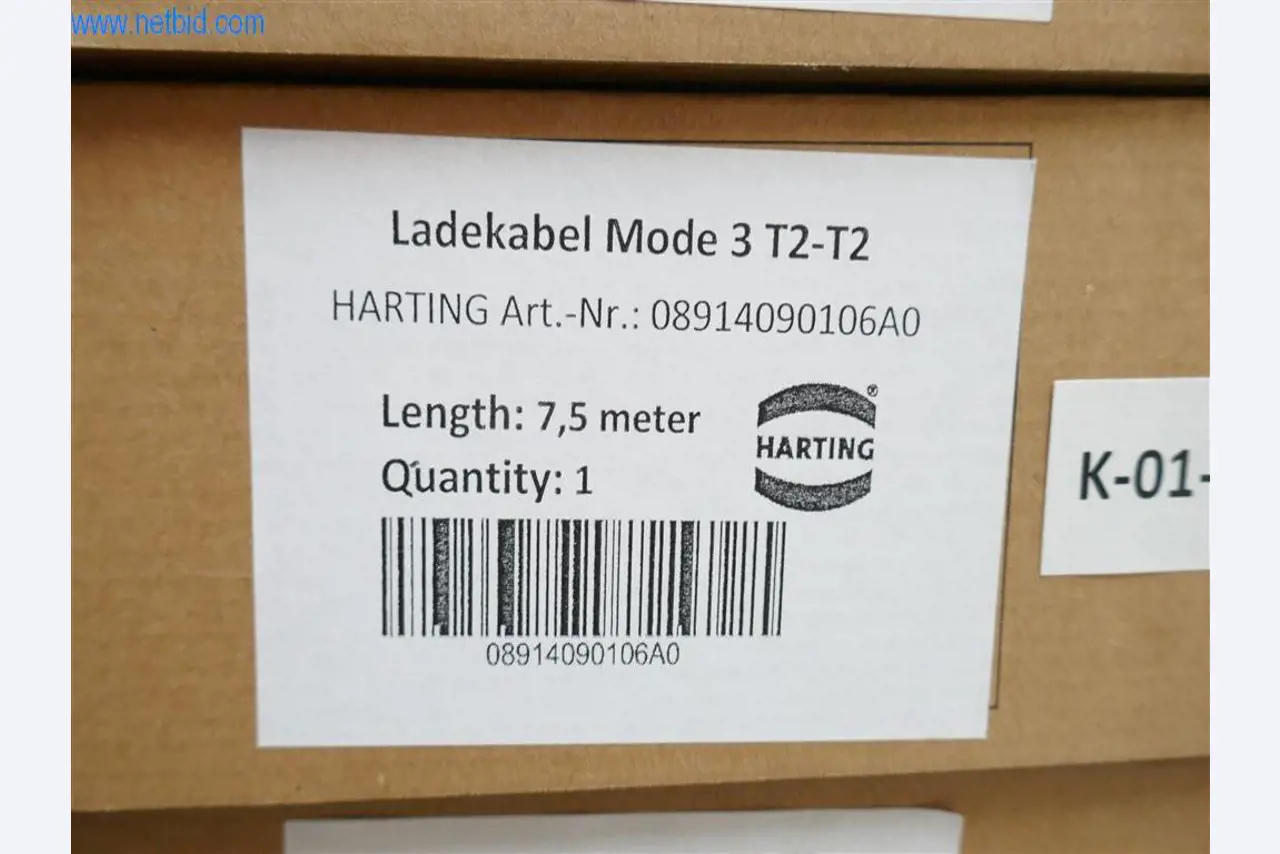 www.netbid.com
Ladekabel Mode 3 T2-T2
HARTING Art.-Nr.: 08914090106A0
Length: 7,5 meter
Quantity: 1
HARTING®
08914090106A0
K-01-